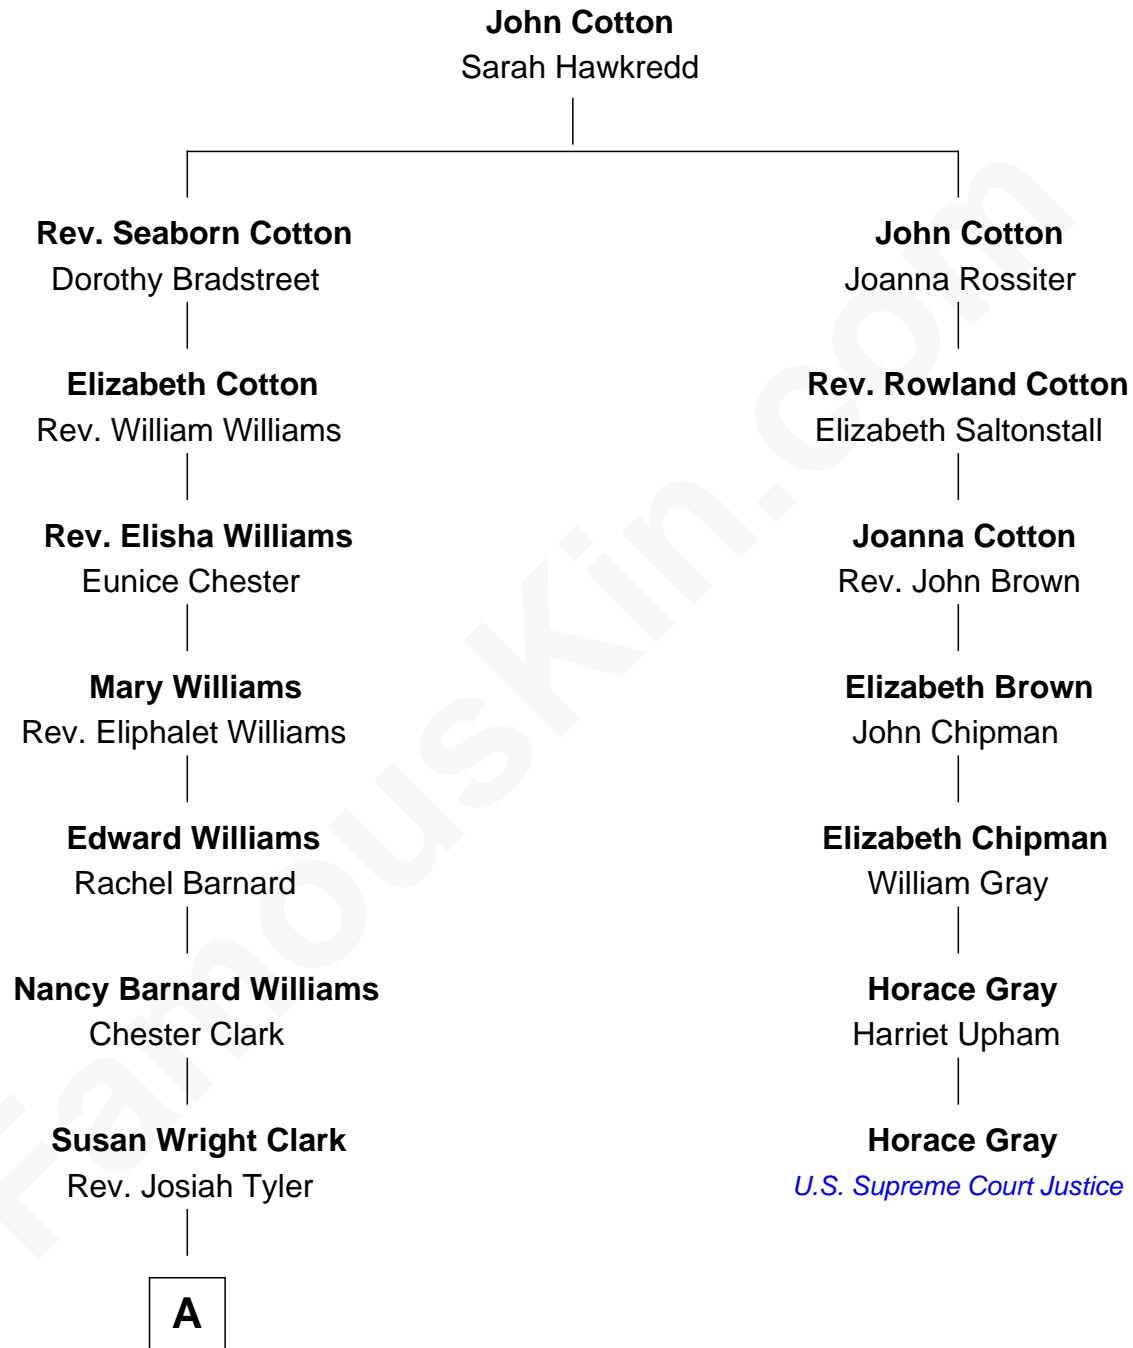 John Cotton
Sarah Hawkredd
Rev. Seaborn Cotton
Dorothy Bradstreet
John Cotton
Joanna Rossiter
Elizabeth Cotton
Rev. William Williams
Rev. Rowland Cotton
Elizabeth Saltonstall
Rev. Elisha Williams
Eunice Chester
Joanna Cotton
Rev. John Brown
Mary Williams
Rev. Eliphalet Williams
Elizabeth Brown
John Chipman
Edward Williams
Rachel Barnard
Elizabeth Chipman
William Gray
Nancy Barnard Williams
Chester Clark
Horace Gray
Harriet Upham
Susan Wright Clark
Rev. Josiah Tyler
Horace Gray
U.S. Supreme Court Justice
A
FamousKin.com